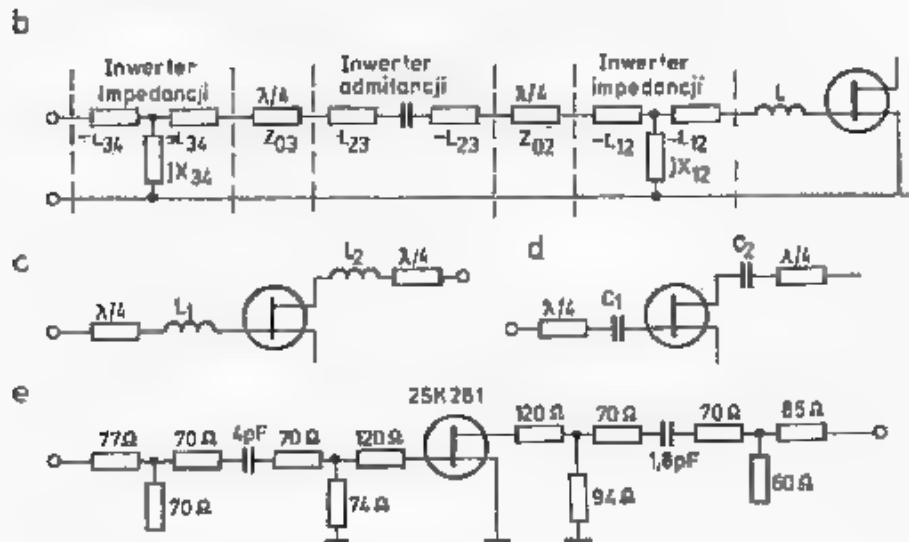 b
Inwerter impedancji
Inwerter admitancji
Inwerter impedancji
λ/4
λ/4
L
-L34
-L34
Z03
-L23
-L23
Z02
-L12
-L12
jX34
jX12
c
L2
λ/4
λ/4
L1
d
C2
λ/4
λ/4
C1
e
2SK281
77Ω
70Ω
4pF
70Ω
120Ω
120Ω
70Ω
70Ω
85Ω
1,8pF
70Ω
74Ω
94Ω
60Ω